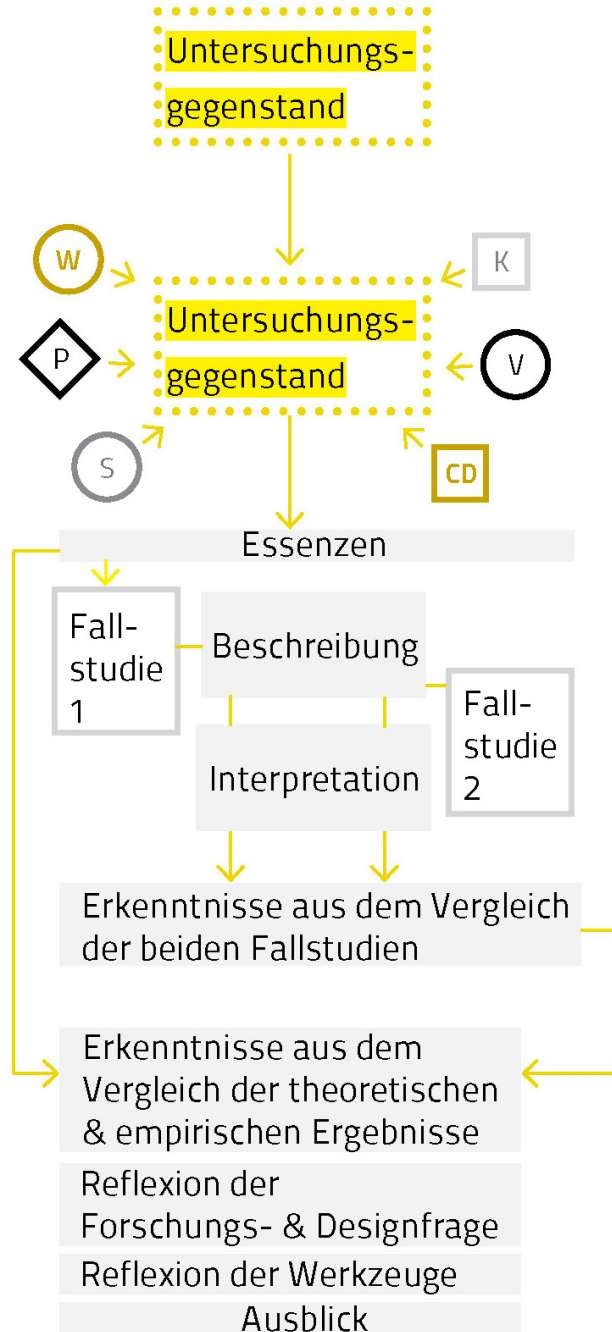 Untersuchungs-
gegenstand
W
K
Untersuchungs-
gegenstand
P
V
S
CD
Essenzen
Fall-
studie
1
Beschreibung
Fall-
studie
2
Interpretation
Erkenntnisse aus dem Vergleich
der beiden Fallstudien
Erkenntnisse aus dem
Vergleich der theoretischen
& empirischen Ergebnisse
Reflexion der
Forschungs- & Designfrage
Reflexion der Werkzeuge
Ausblick